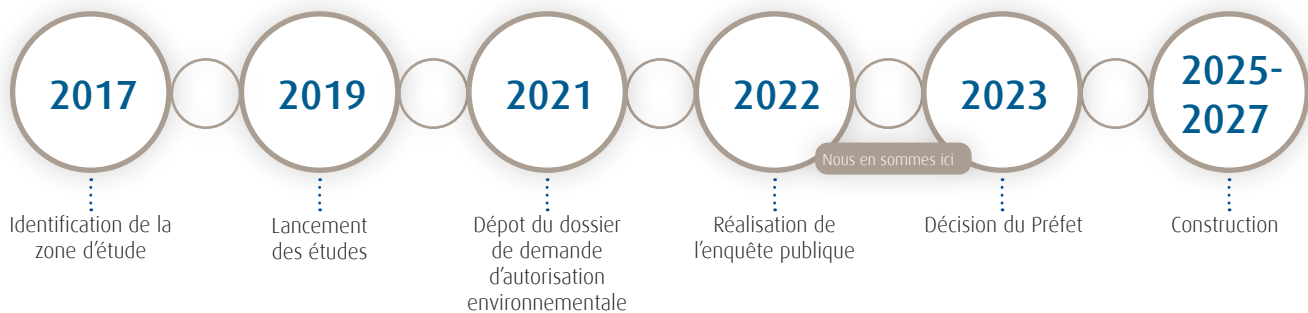 2017
2019
2021
2022
2023
2025-
2027
Nous en sommes ici
Identification de la
zone d'étude
Lancement
des études
Dépot du dossier
de demande
d'autorisation
environnementale
Réalisation de
l'enquête publique
Décision du Préfet
Construction